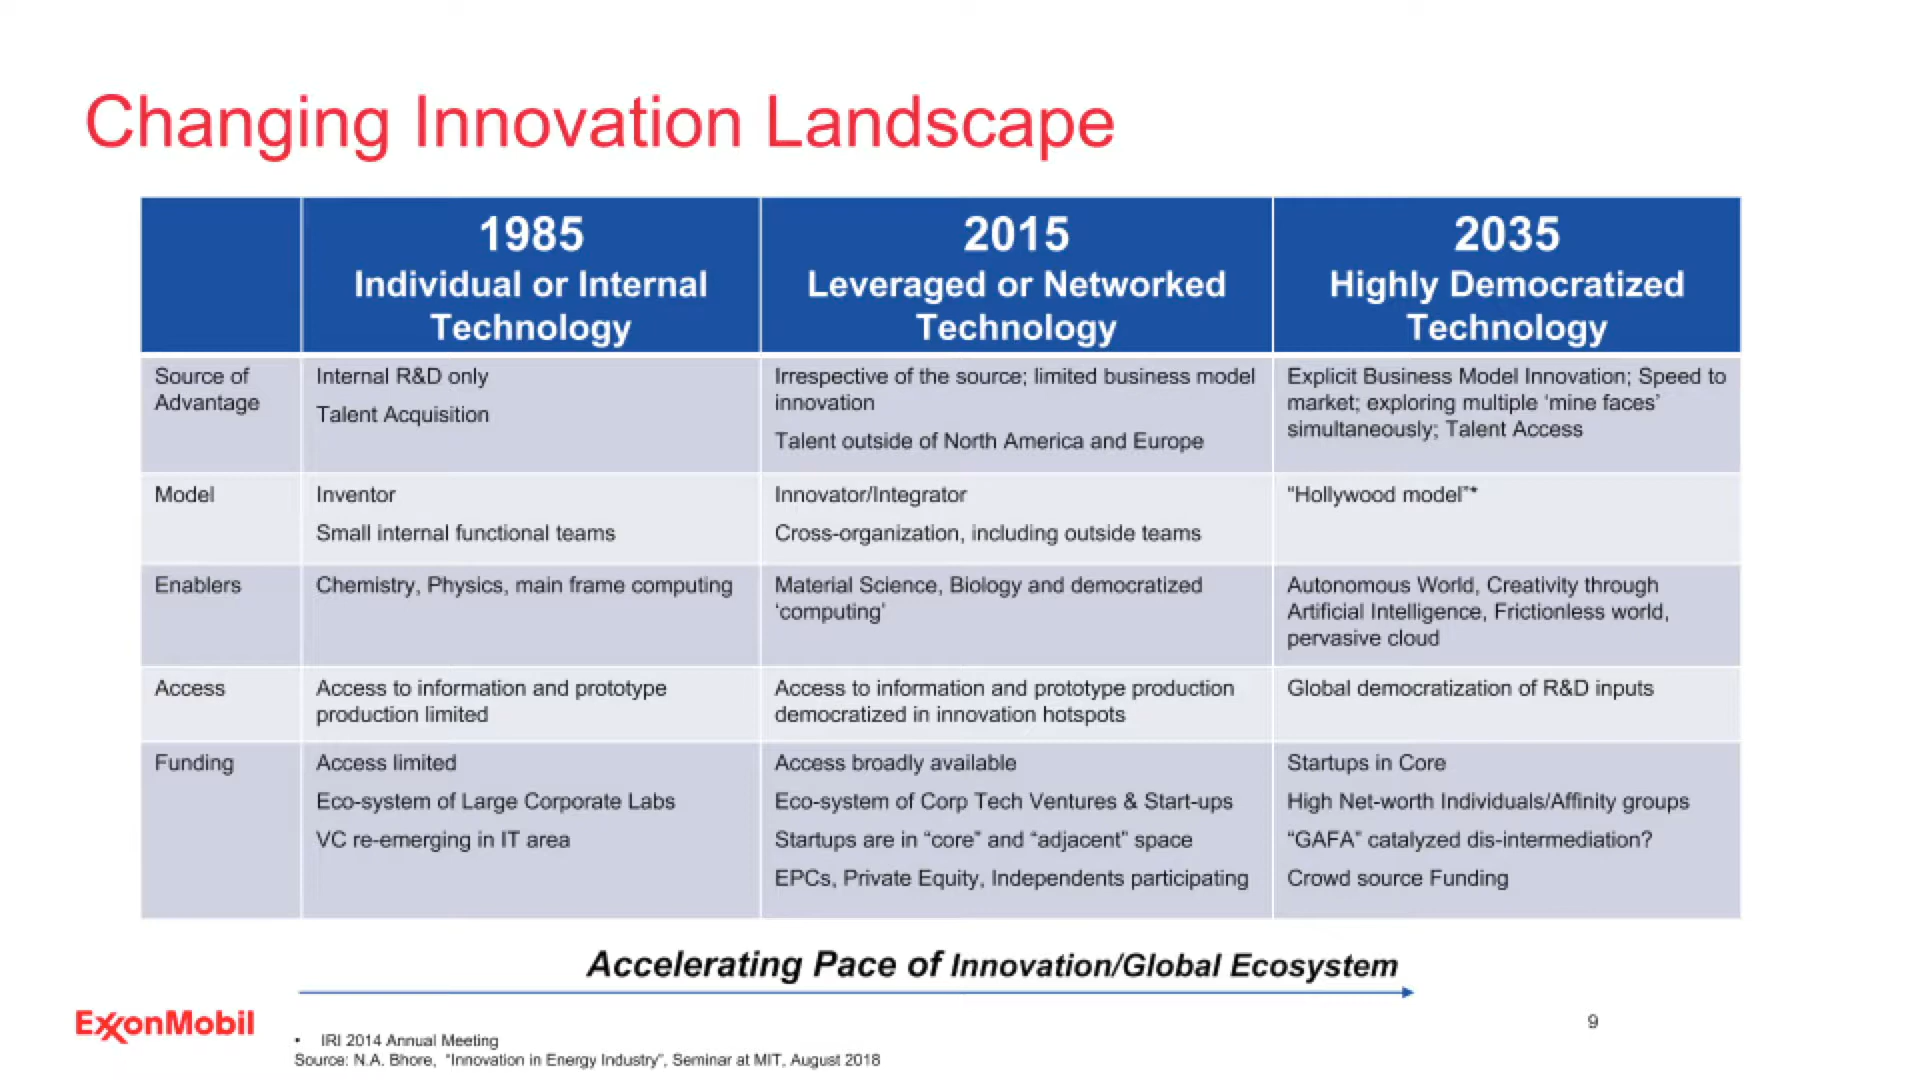 Changing Innovation Landscape
1985
Individual or Internal
Technology
2015
Leveraged or Networked
Technology
2035
Highly Democratized
Technology
Source of
Advantage
Internal R&D only
Talent Acquisition
Irrespective of the source; limited business model
innovation
Talent outside of North America and Europe
Explicit Business Model Innovation; Speed to
market; exploring multiple ‘mine faces’
simultaneously; Talent Access
Model
Inventor
Small internal functional teams
Innovator/Integrator
Cross-organization, including outside teams
“Hollywood model”*
Enablers
Chemistry, Physics, main frame computing
Material Science, Biology and democratized
‘computing’
Autonomous World, Creativity through
Artificial Intelligence, Frictionless world,
pervasive cloud
Access
Access to information and prototype
production limited
Access to information and prototype production
democratized in innovation hotspots
Global democratization of R&D inputs
Funding
Access limited
Eco-system of Large Corporate Labs
VC re-emerging in IT area
Access broadly available
Eco-system of Corp Tech Ventures & Start-ups
Startups are in “core” and “adjacent” space
EPCs, Private Equity, Independents participating
Startups in Core
High Net-worth Individuals/Affinity groups
“GAFA” catalyzed dis-intermediation?
Crowd source Funding
Accelerating Pace of Innovation/Global Ecosystem
ExxonMobil
9
• IRI 2014 Annual Meeting
Source: N.A. Bhore, “Innovation in Energy Industry”, Seminar at MIT, August 2018